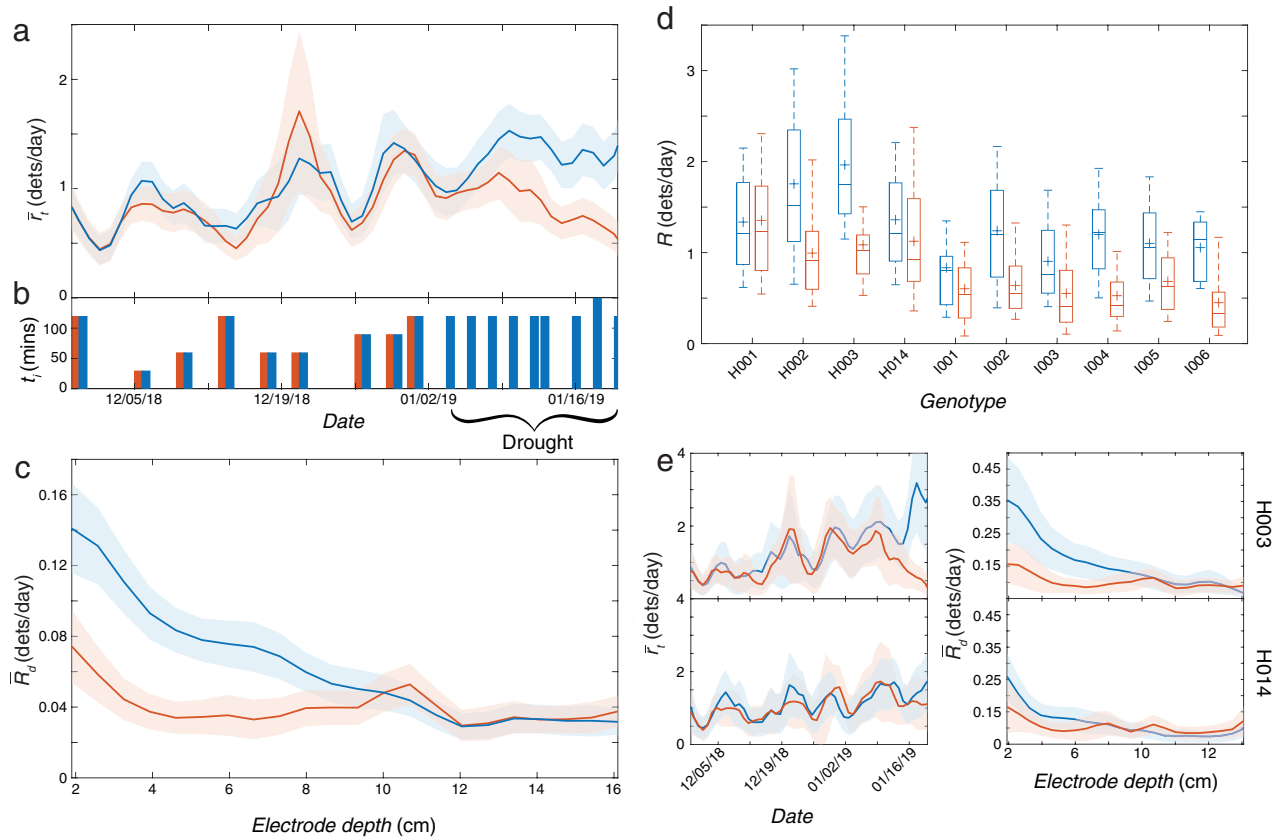 a
r̄t (dets/day)
2
1
0
b
ti (mins)
100
50
0
12/05/18
12/19/18
01/02/19
01/16/19
Date
Drought
c
R̄d (dets/day)
0.16
0.12
0.08
0.04
0
2
4
6
8
10
12
14
16
Electrode depth (cm)
d
R (dets/day)
3
2
1
0
H001
H002
H003
H014
I001
I002
I003
I004
I005
I006
Genotype
e
r̄t (dets/day)
4
2
4
2
0
12/05/18
12/19/18
01/02/19
01/16/19
Date
R̄d (dets/day)
0.45
0.35
0.25
0.15
0.45
0.35
0.25
0.15
0
2
4
6
10
12
Electrode depth (cm)
H003
H014